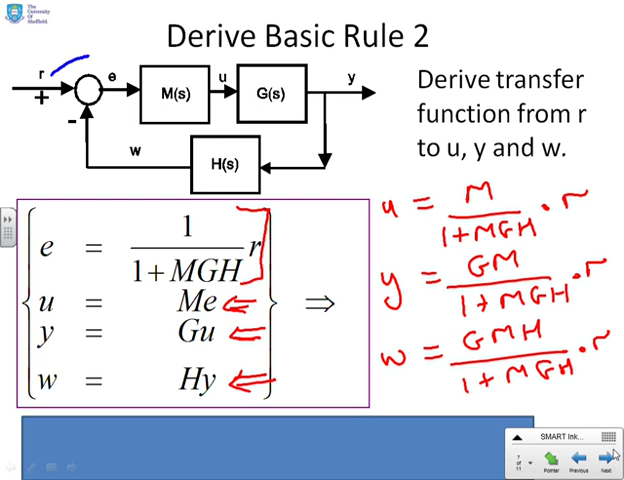 The
University
Of
Sheffield.
Derive Basic Rule 2
r
e
u
y
+
-
M(s)
G(s)
w
H(s)
Derive transfer
function from r
to u, y and w.
e = 1/(1+MGH) r
u = Me
y = Gu
w = Hy
⇒
u = M/(1+MGH) · r
y = GM/(1+MGH) · r
w = GMH/(1+MGH) · r
SMART Ink...
7
of
11
Pointer
Previous
Next